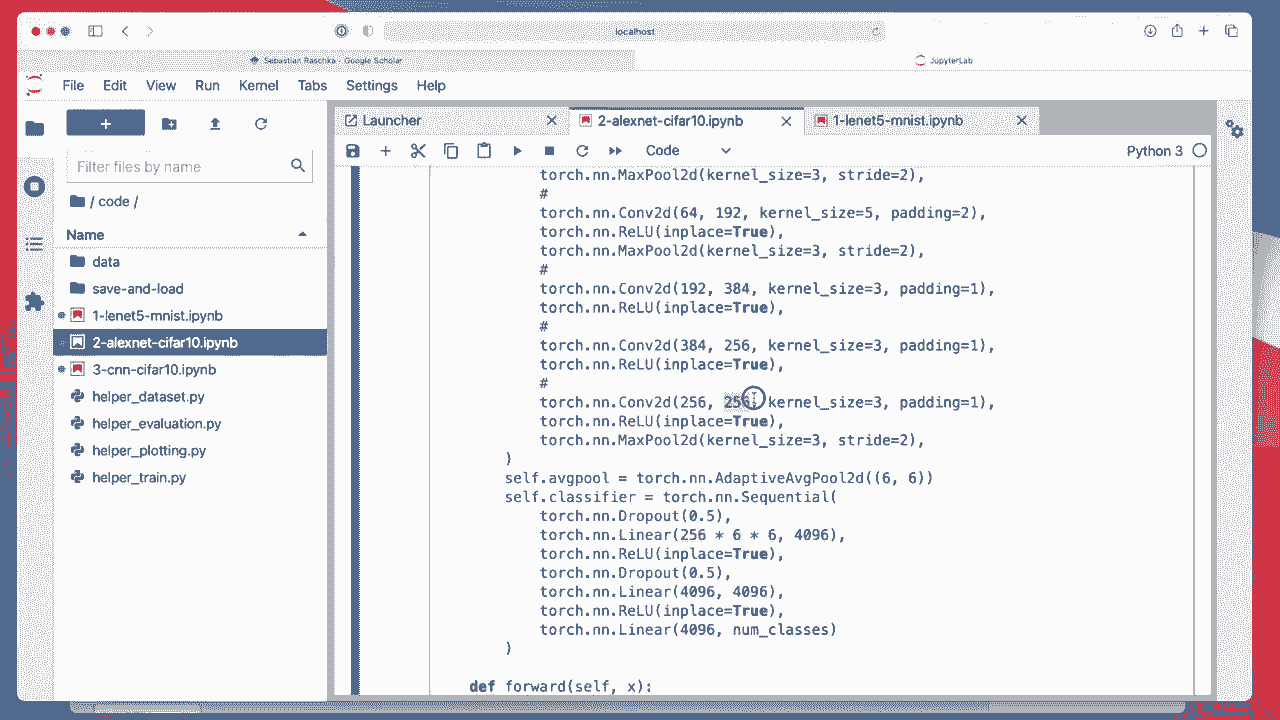 localhost
Sebastian Raschka - Google Scholar
JupyterLab
File Edit View Run Kernel Tabs Settings Help
+
Launcher
2-alexnet-cifar10.ipynb
1-lenet5-mnist.ipynb
Code
Python 3
Filter files by name
/ code /
Name
data
save-and-load
1-lenet5-mnist.ipynb
2-alexnet-cifar10.ipynb
3-cnn-cifar10.ipynb
helper_dataset.py
helper_evaluation.py
helper_plotting.py
helper_train.py
torch.nn.MaxPool2d(kernel_size=3, stride=2),
#
torch.nn.Conv2d(64, 192, kernel_size=5, padding=2),
torch.nn.ReLU(inplace=True),
torch.nn.MaxPool2d(kernel_size=3, stride=2),
#
torch.nn.Conv2d(192, 384, kernel_size=3, padding=1),
torch.nn.ReLU(inplace=True),
#
torch.nn.Conv2d(384, 256, kernel_size=3, padding=1),
torch.nn.ReLU(inplace=True),
#
torch.nn.Conv2d(256, 256, kernel_size=3, padding=1),
torch.nn.ReLU(inplace=True),
torch.nn.MaxPool2d(kernel_size=3, stride=2),
)
self.avgpool = torch.nn.AdaptiveAvgPool2d((6, 6))
self.classifier = torch.nn.Sequential(
torch.nn.Dropout(0.5),
torch.nn.Linear(256 * 6 * 6, 4096),
torch.nn.ReLU(inplace=True),
torch.nn.Dropout(0.5),
torch.nn.Linear(4096, 4096),
torch.nn.ReLU(inplace=True),
torch.nn.Linear(4096, num_classes)
)
def forward(self, x):